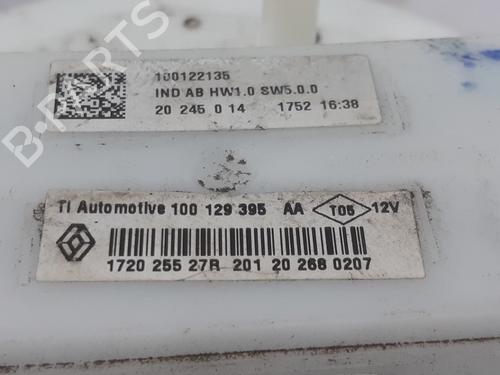 100122135
IND AB HW1.0 SW5.0.0
20 245 0 14 1752 16:38
TI Automotive 100 129 395 AA T05 12V
1720 255 27R 201 20 268 0207
B-PARTS